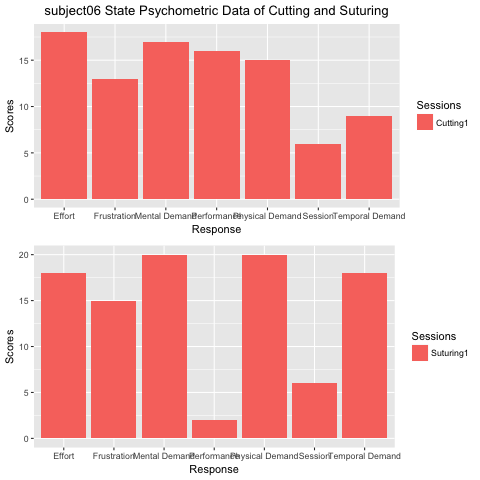 subject06 State Psychometric Data of Cutting and Suturing
15
10
5
0
Scores
Effort Frustration Mental Demand Performance Physical Demand Session Temporal Demand
Response
Sessions
Cutting1
20
15
10
5
0
Scores
Effort Frustration Mental Demand Performance Physical Demand Session Temporal Demand
Response
Sessions
Suturing1